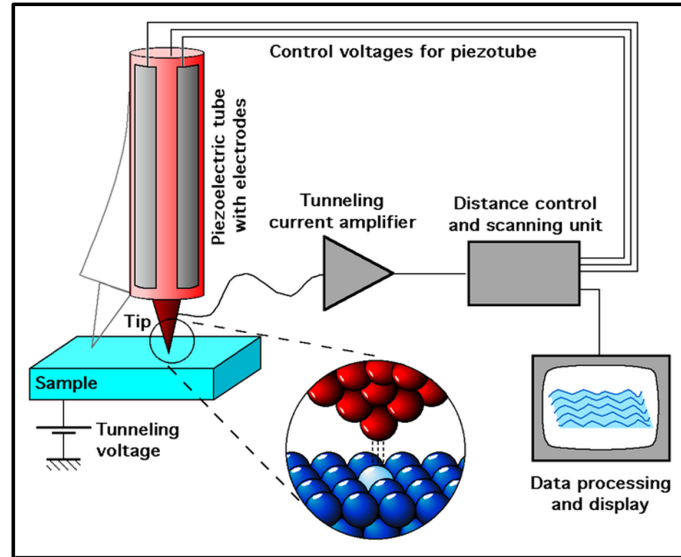 Control voltages for piezotube
Piezoelectric tube
with electrodes
Tunneling
current amplifier
Distance control
and scanning unit
Tip
Sample
Tunneling
voltage
Data processing
and display